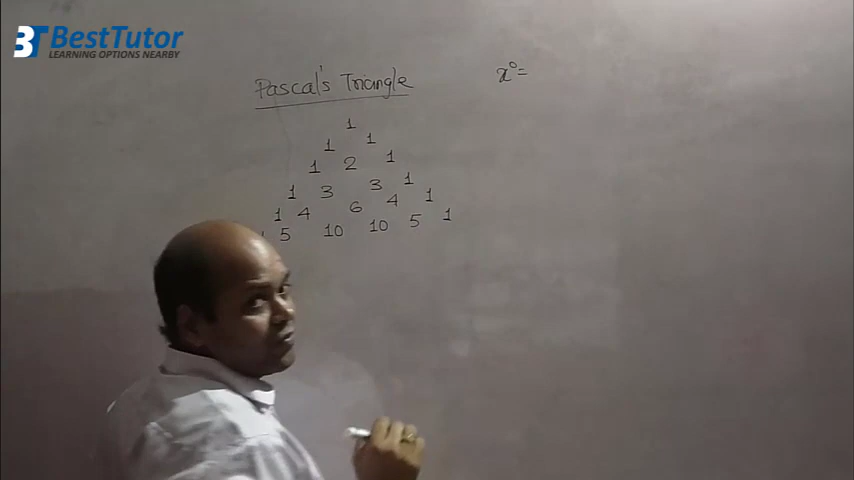 BT BestTutor
LEARNING OPTIONS NEARBY
Pascal's Triangle
x⁰=
1
1 1
1 2 1
1 3 3 1
1 4 6 4 1
5 10 10 5 1